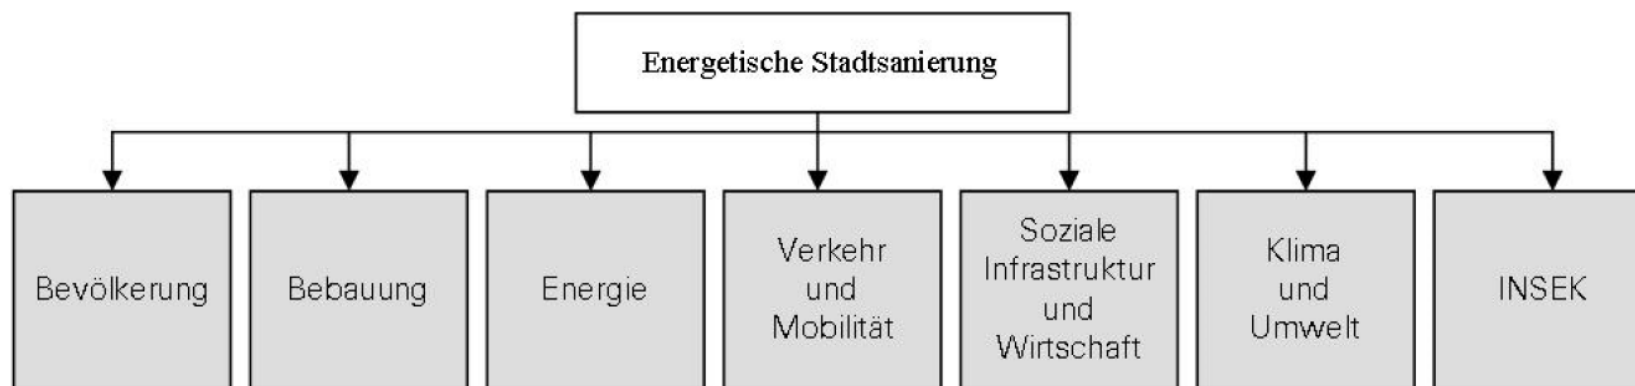 Energetische Stadtsanierung
Bevölkerung
Bebauung
Energie
Verkehr
und
Mobilität
Soziale
Infrastruktur
und
Wirtschaft
Klima
und
Umwelt
INSEK